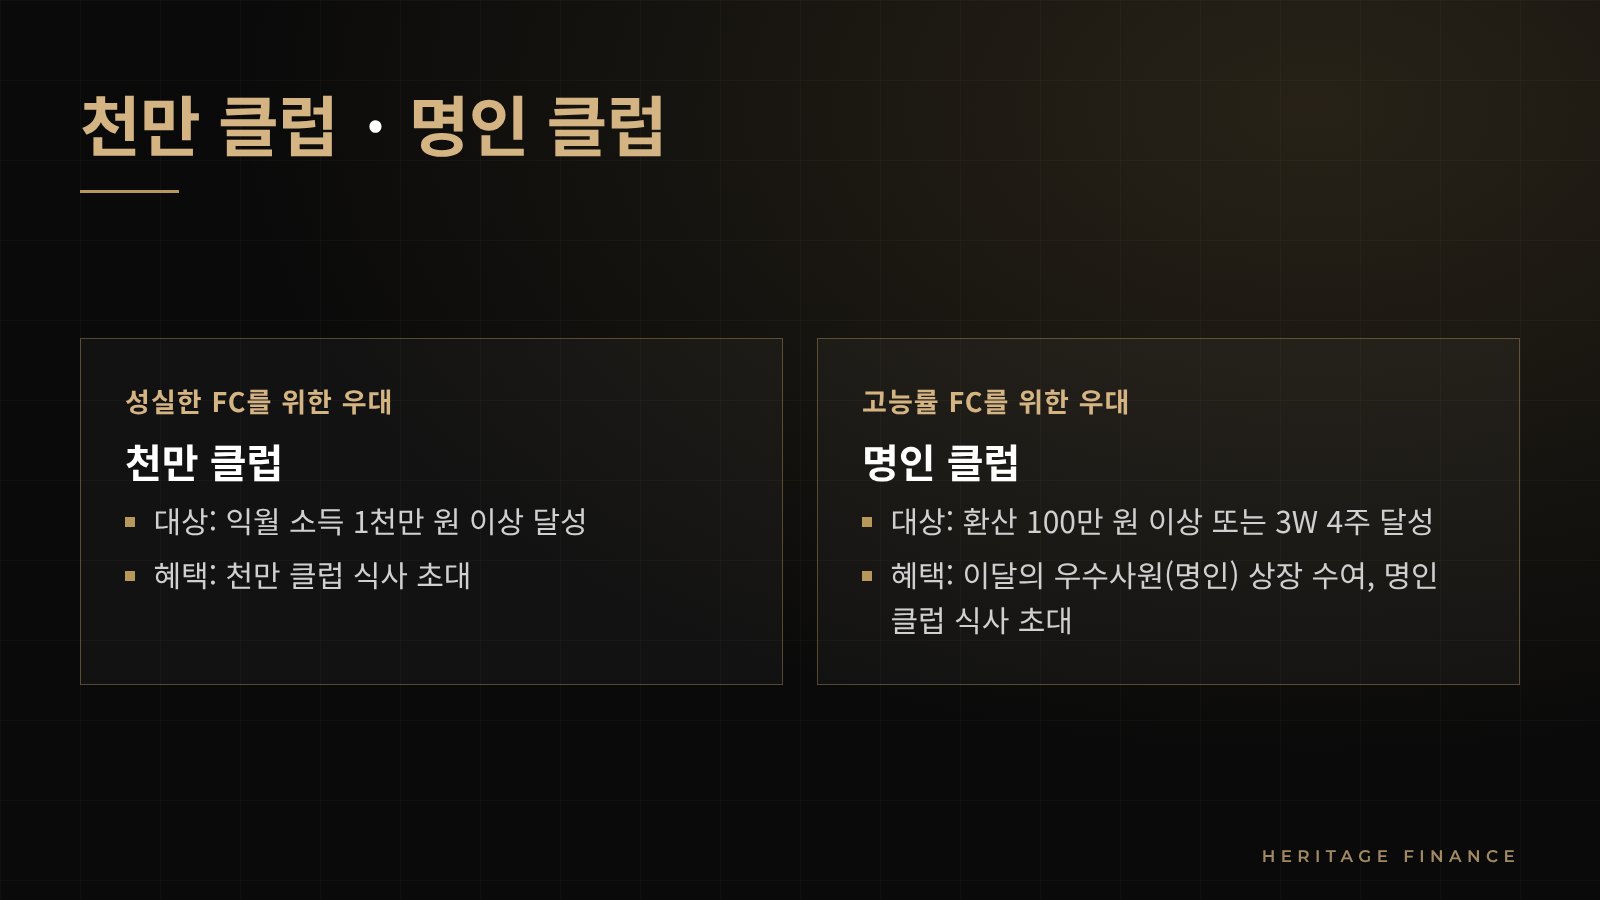 천만 클럽 · 명인 클럽
성실한 FC를 위한 우대
천만 클럽
대상: 익월 소득 1천만 원 이상 달성
혜택: 천만 클럽 식사 초대
고능률 FC를 위한 우대
명인 클럽
대상: 환산 100만 원 이상 또는 3W 4주 달성
혜택: 이달의 우수사원(명인) 상장 수여, 명인
클럽 식사 초대
HERITAGE FINANCE